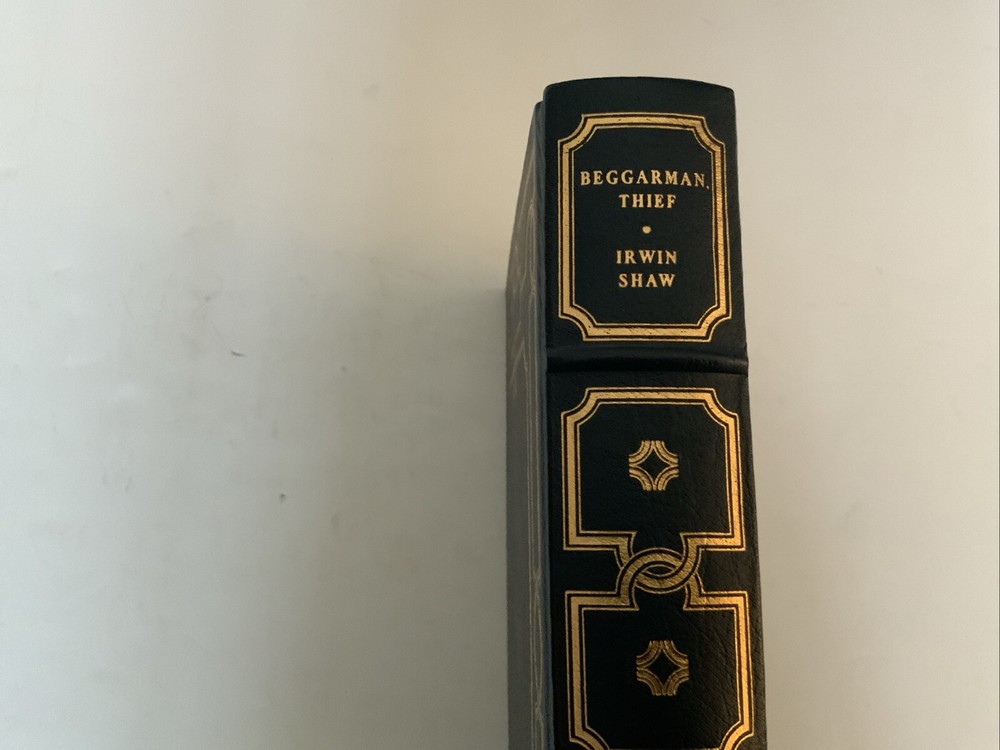 BEGGARMAN,
THIEF
•
IRWIN
SHAW